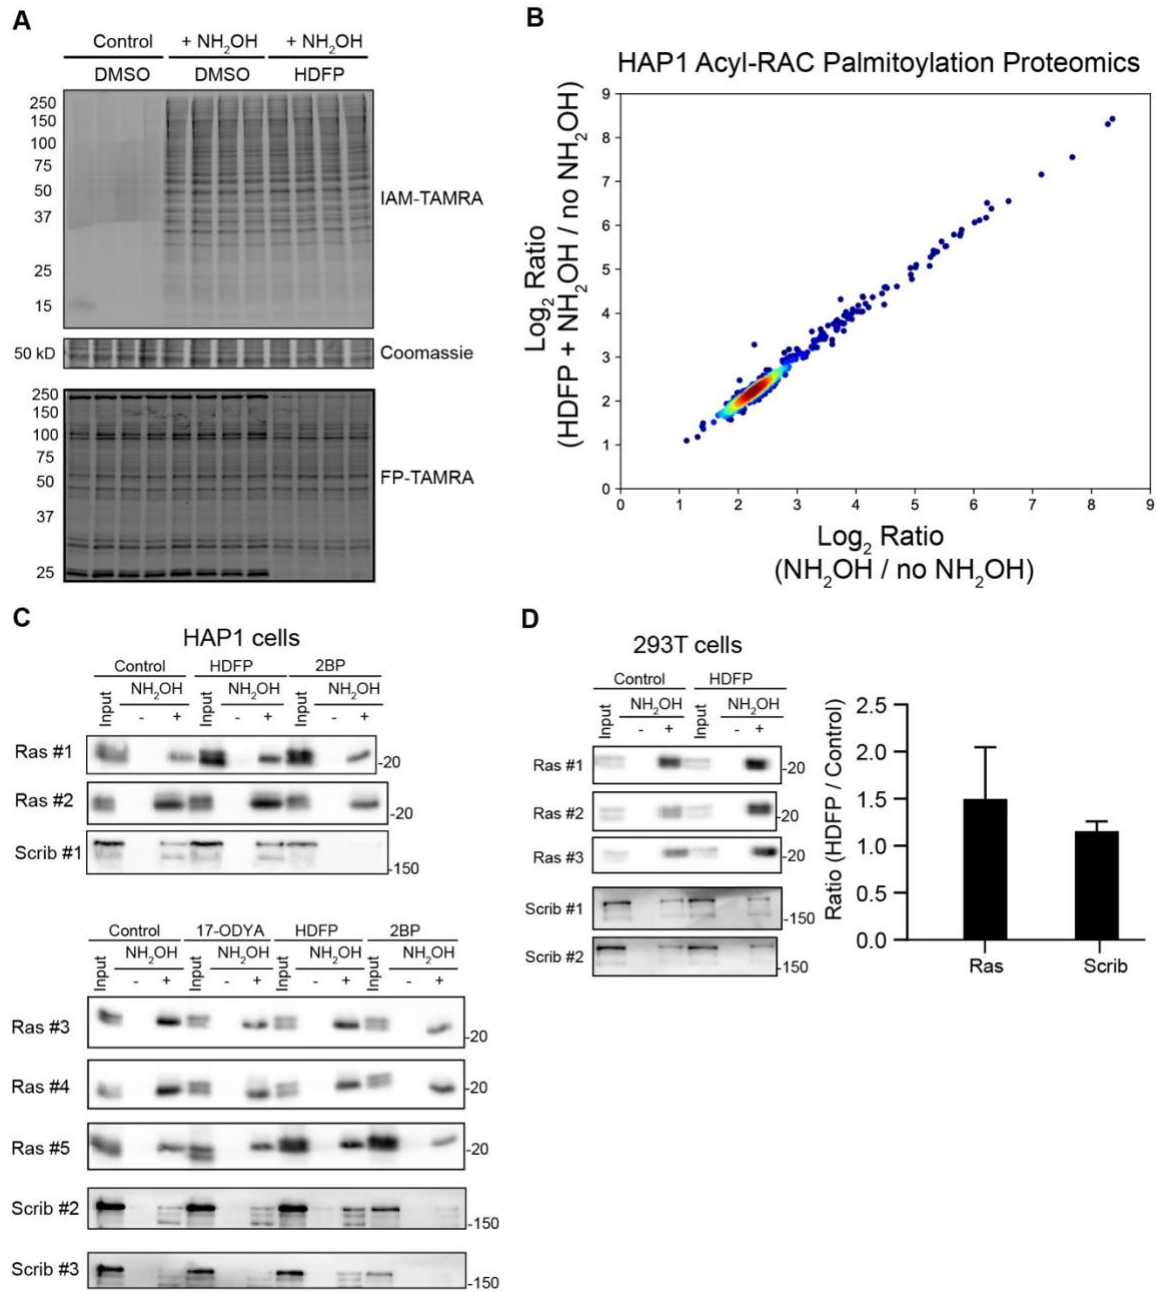 A
Control + NH2OH + NH2OH
DMSO DMSO HDFP
250
150
100
75
50
37
25
15
IAM-TAMRA
50 kD
Coomassie
250
150
100
75
50
37
25
FP-TAMRA
B
HAP1 Acyl-RAC Palmitoylation Proteomics
Log2 Ratio
(HDFP + NH2OH / no NH2OH)
9
8
7
6
5
4
3
2
1
0
0 1 2 3 4 5 6 7 8 9
Log2 Ratio
(NH2OH / no NH2OH)
C
HAP1 cells
Control HDFP 2BP
Input NH2OH Input NH2OH Input NH2OH
- + - + - +
Ras #1 -20
Ras #2 -20
Scrib #1 -150
Control 17-ODYA HDFP 2BP
Input NH2OH Input NH2OH Input NH2OH Input NH2OH
- + - + - + - +
Ras #3 -20
Ras #4 -20
Ras #5 -20
Scrib #2 -150
Scrib #3 -150
D
293T cells
Control HDFP
Input NH2OH Input NH2OH
- + - +
Ras #1 -20
Ras #2 -20
Ras #3 -20
Scrib #1 -150
Scrib #2 -150
Ratio (HDFP / Control)
2.5
2.0
1.5
1.0
0.5
0.0
Ras Scrib